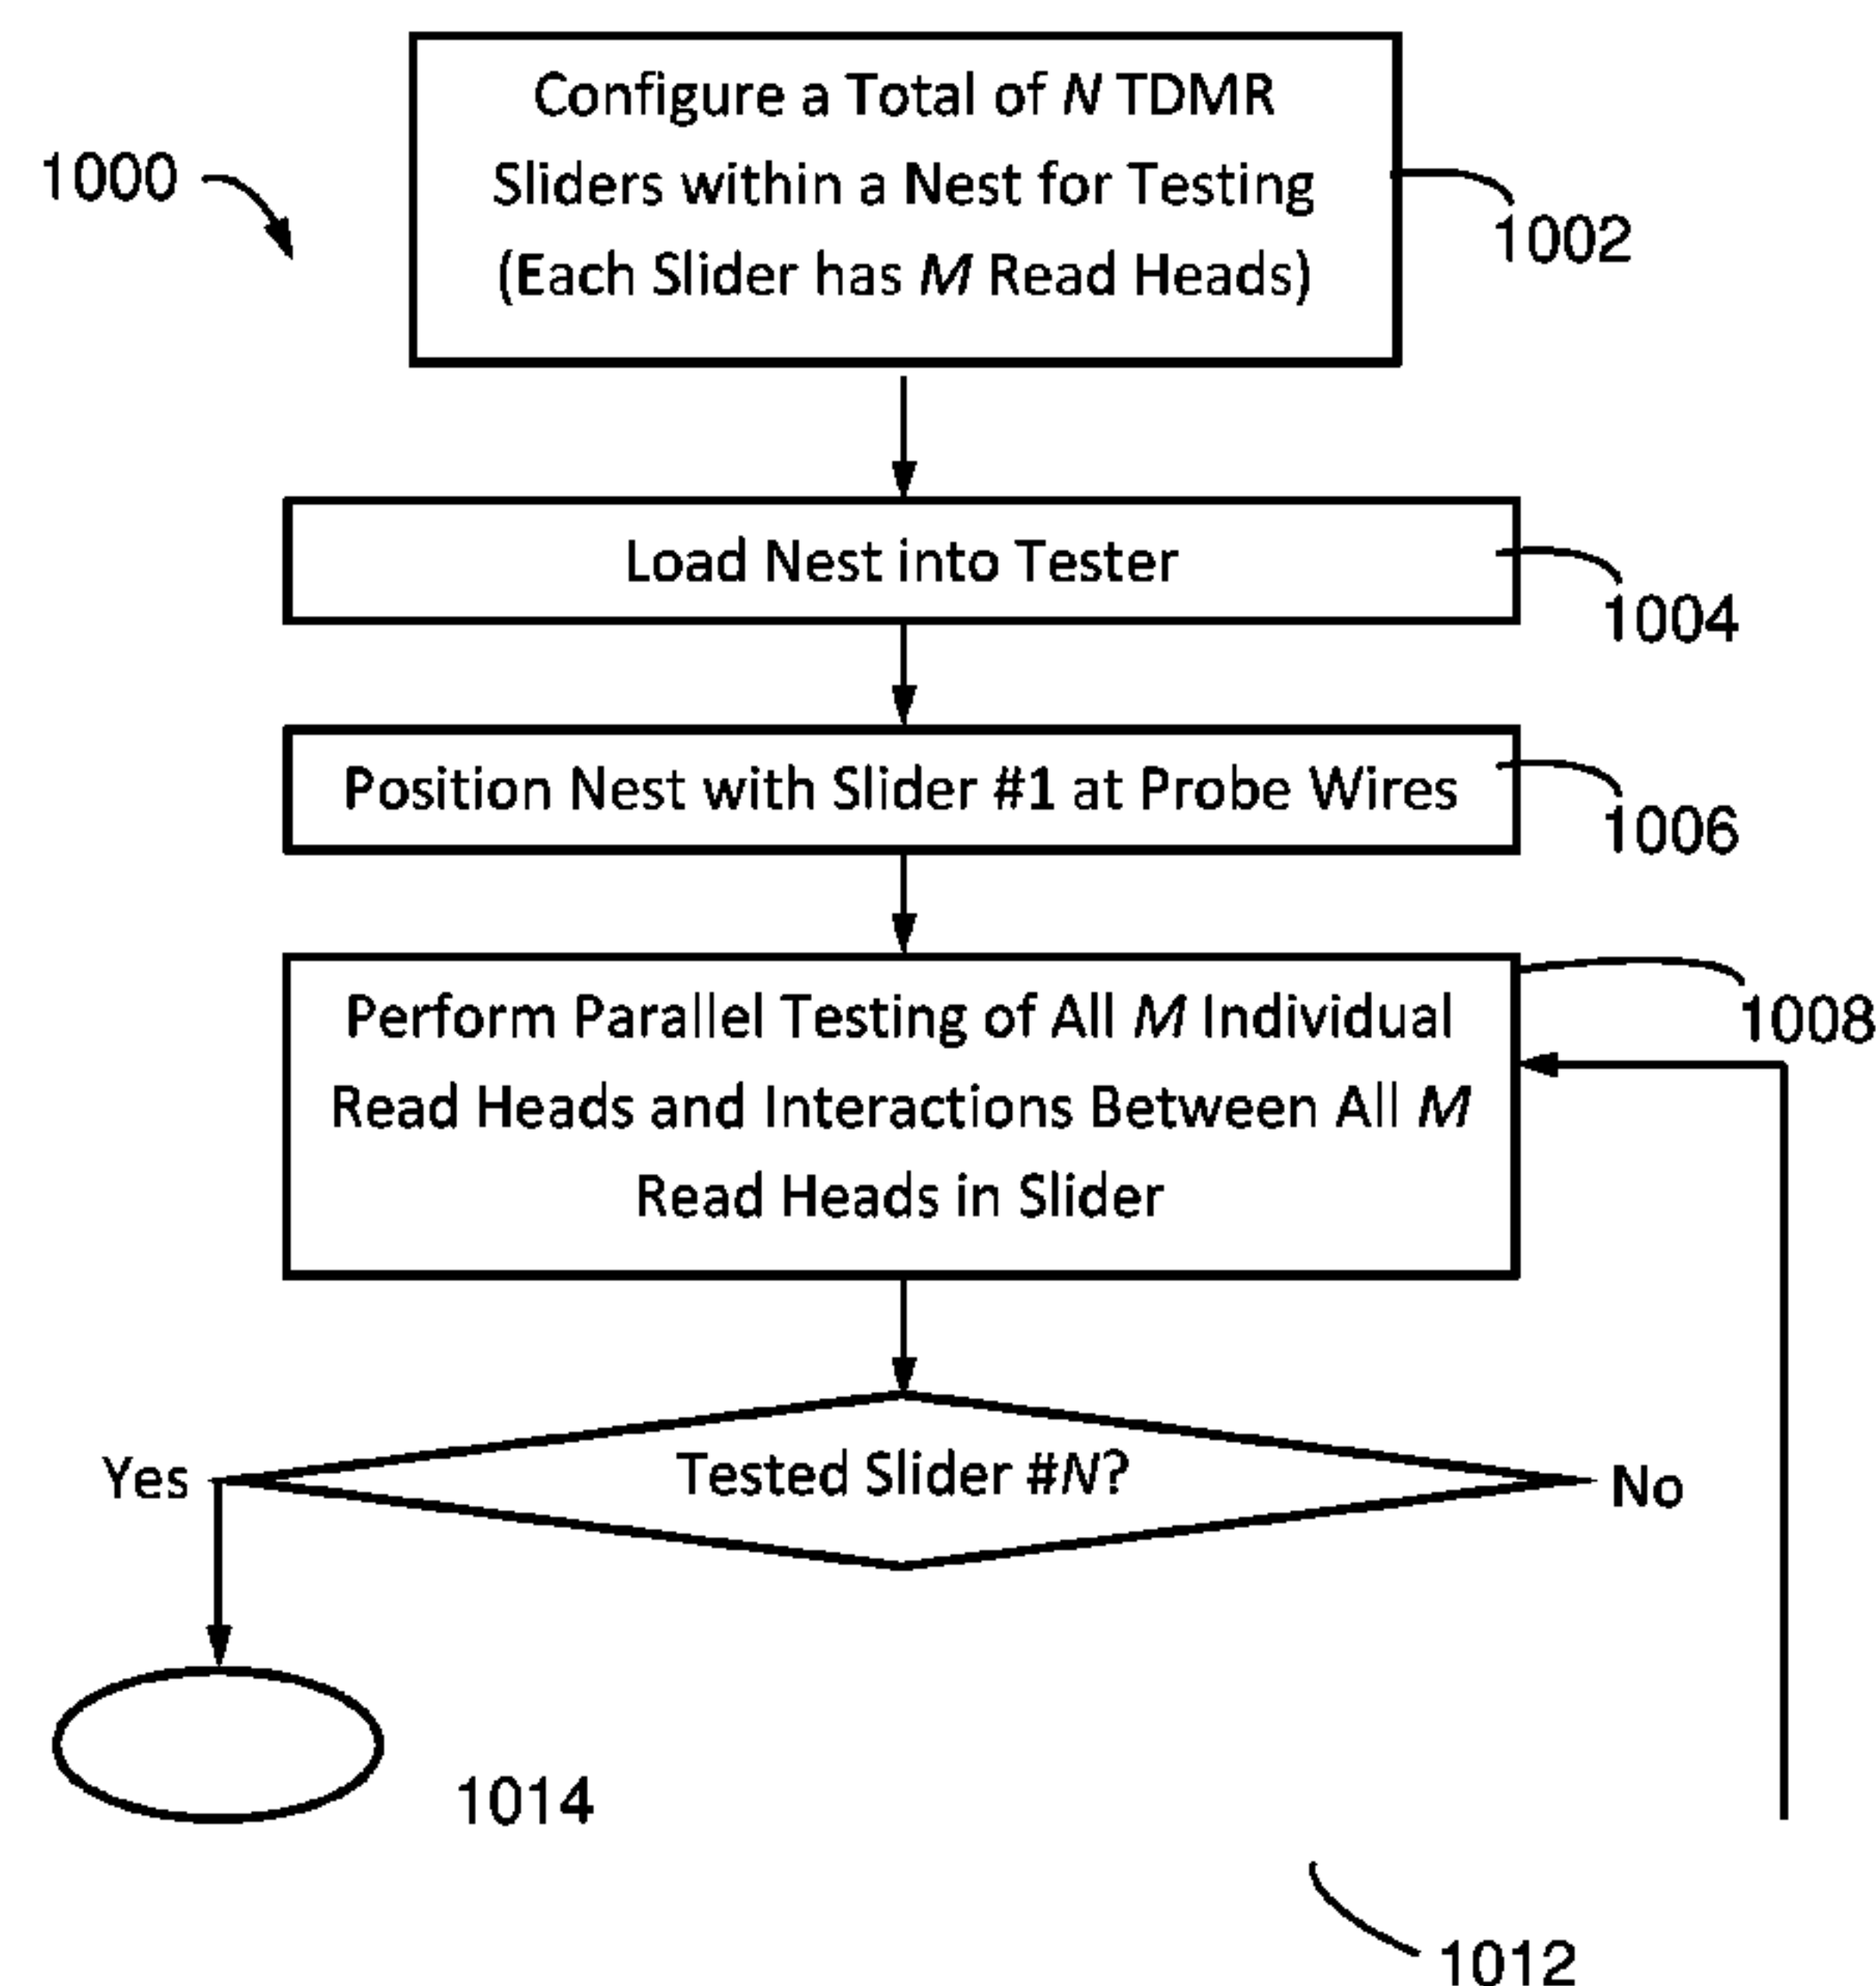 Configure a Total of N TDMR
Sliders within a Nest for Testing
(Each Slider has M Read Heads)
1000
1002
Load Nest into Tester
1004
Position Nest with Slider #1 at Probe Wires
1006
Perform Parallel Testing of All M Individual
Read Heads and Interactions Between All M
Read Heads in Slider
1008
Yes
Tested Slider #N?
No
1014
1012